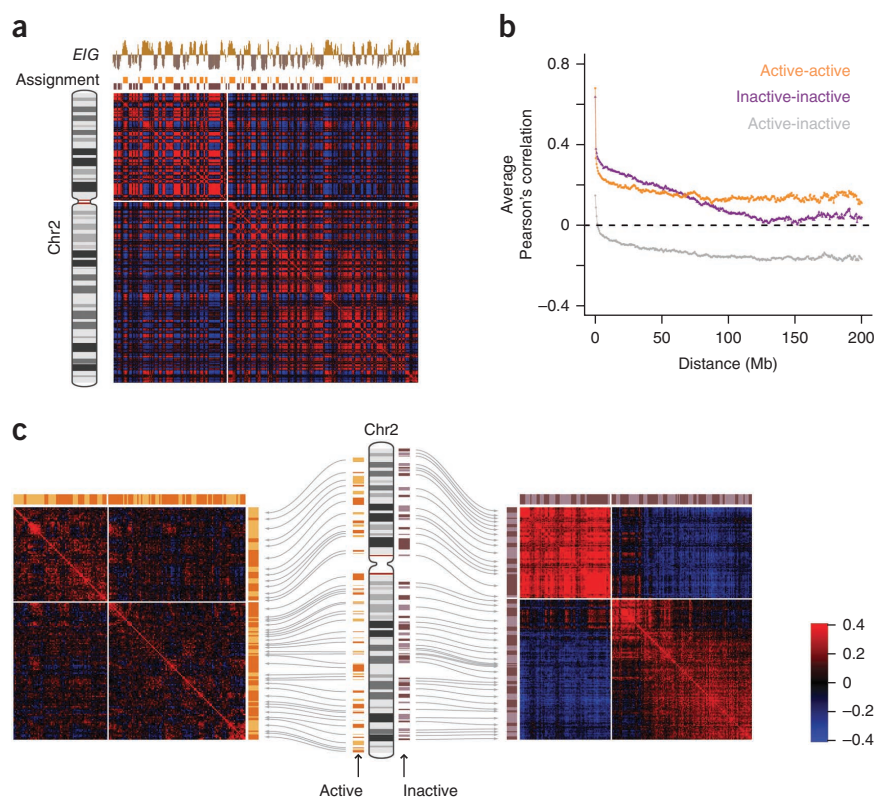 a
EIG
Assignment
Chr2
b
0.8
0.4
0
−0.4
Average
Pearson's correlation
Active-active
Inactive-inactive
Active-inactive
0
50
100
150
200
Distance (Mb)
c
Chr2
Active
Inactive
0.4
0.2
0
−0.2
−0.4